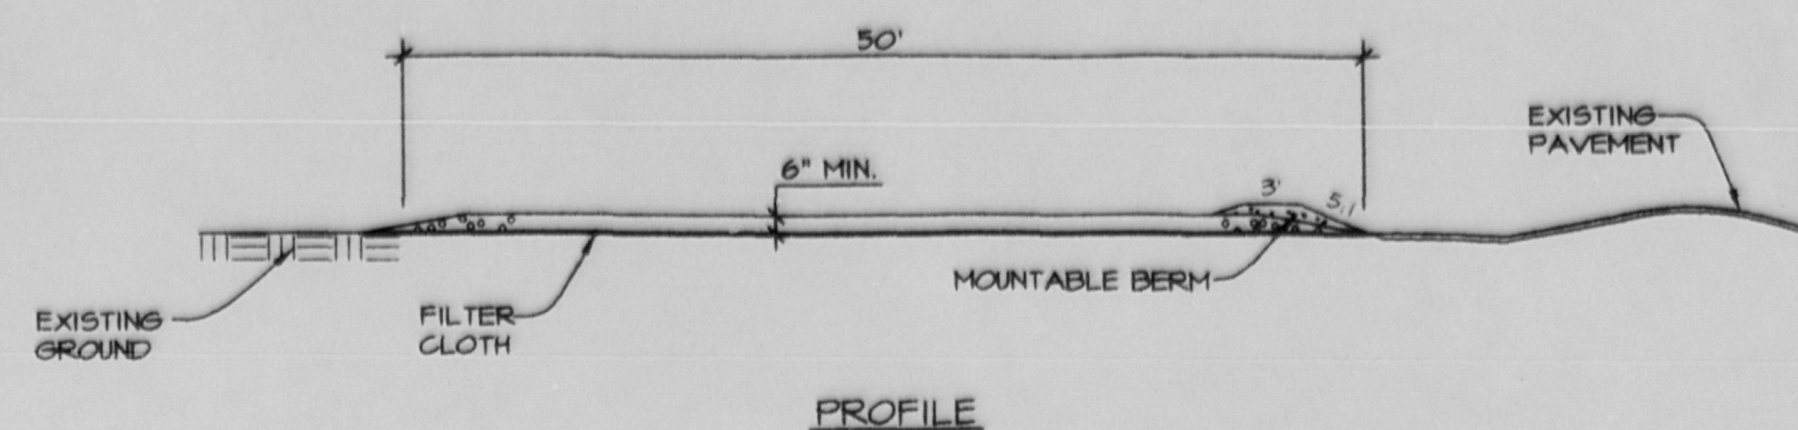 50'
EXISTING
PAVEMENT
6" MIN.
3'
5:1
MOUNTABLE BERM
EXISTING
GROUND
FILTER
CLOTH
PROFILE